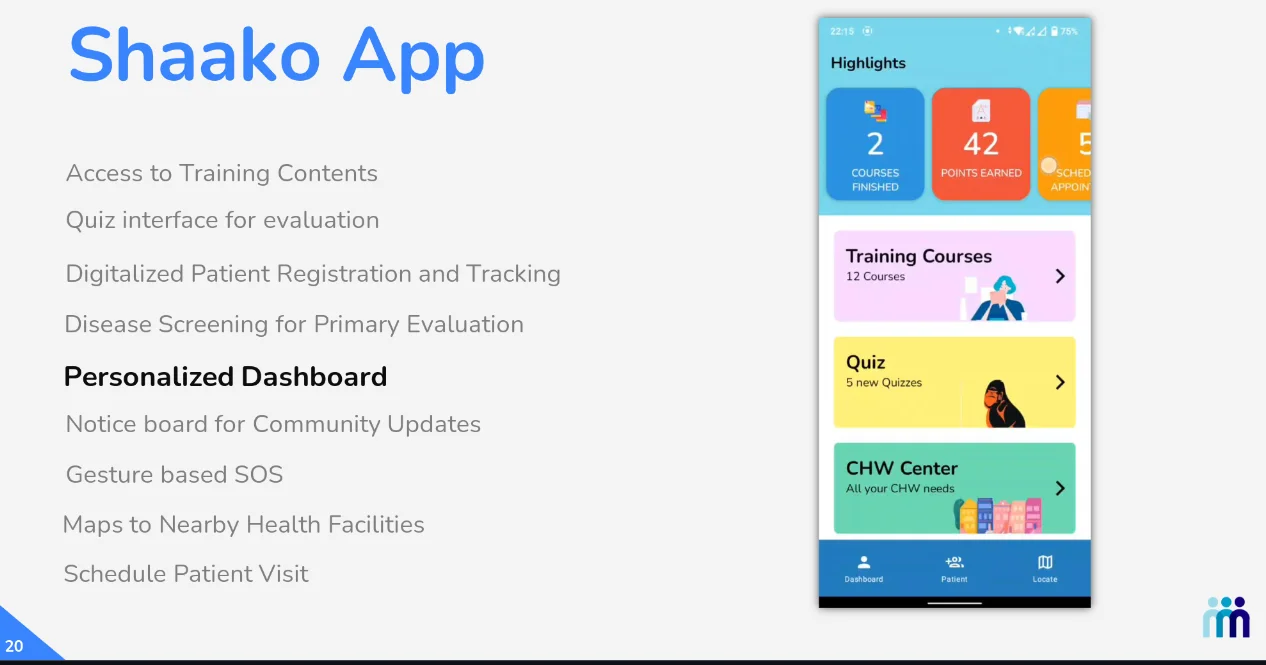 Shaako App
Access to Training Contents
Quiz interface for evaluation
Digitalized Patient Registration and Tracking
Disease Screening for Primary Evaluation
Personalized Dashboard
Notice board for Community Updates
Gesture based SOS
Maps to Nearby Health Facilities
Schedule Patient Visit
20
22:15
75%
Highlights
2
COURSES
FINISHED
42
POINTS EARNED
5
SCHED
APPOIN
Training Courses
12 Courses
Quiz
5 new Quizzes
CHW Center
All your CHW needs
Dashboard
Patient
Locate